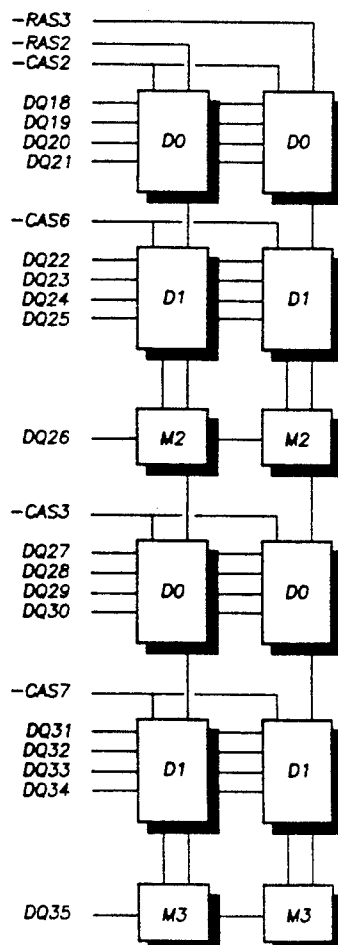 -RAS3
-RAS2
-CAS2
DQ18
DQ19
DQ20
DQ21
D0 D0
-CAS6
DQ22
DQ23
DQ24
DQ25
D1 D1
DQ26 M2 M2
-CAS3
DQ27
DQ28
DQ29
DQ30
D0 D0
-CAS7
DQ31
DQ32
DQ33
DQ34
D1 D1
DQ35 M3 M3